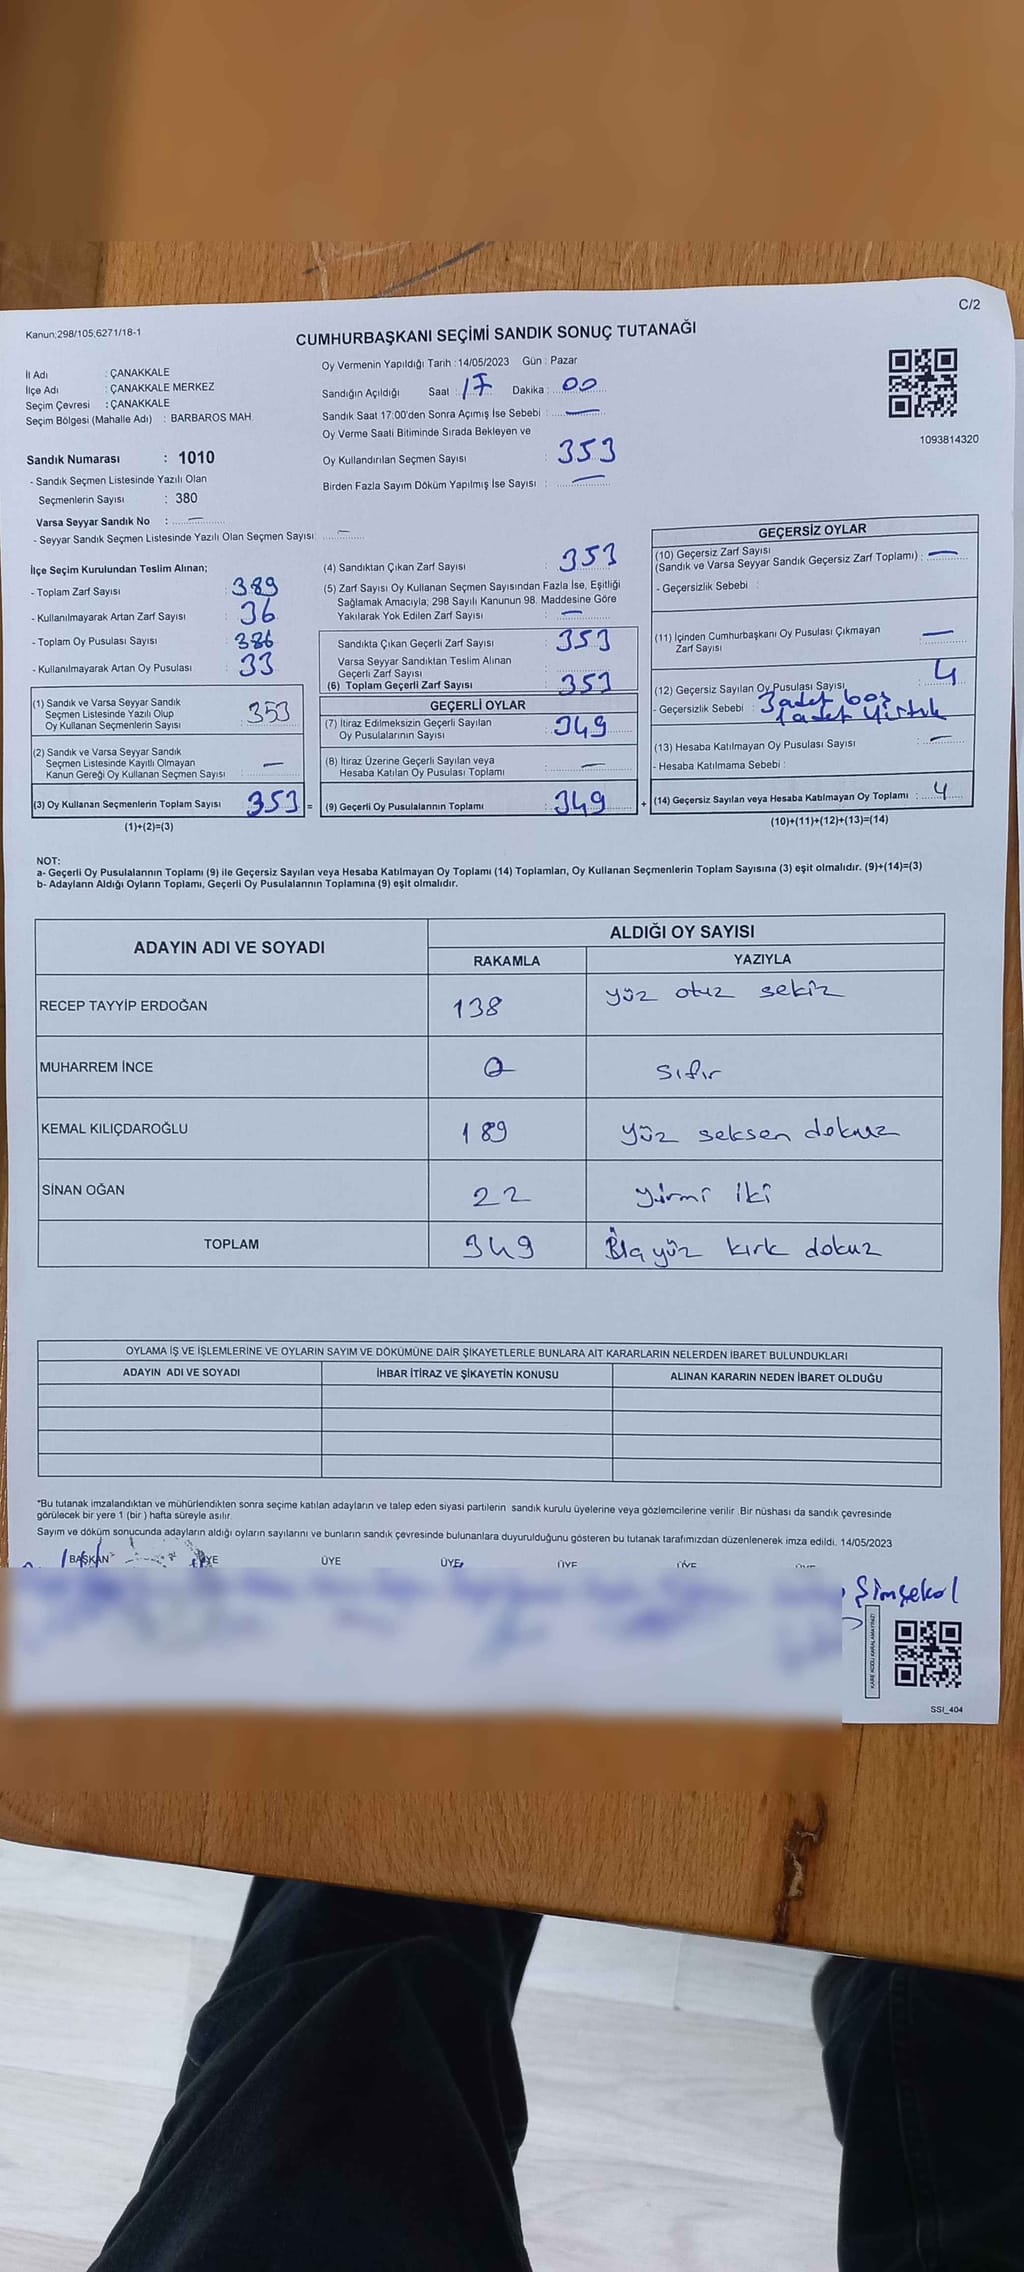 C/2
Kanun;298/105,6271/18-1
CUMHURBAŞKANI SEÇİMİ SANDIK SONUÇ TUTANAĞI
İl Adı : ÇANAKKALE
İlçe Adı : ÇANAKKALE MERKEZ
Seçim Çevresi : ÇANAKKALE
Seçim Bölgesi (Mahalle Adı) : BARBAROS MAH.
Sandık Numarası : 1010
- Sandık Seçmen Listesinde Yazılı Olan
Seçmenlerin Sayısı : 380
Varsa Seyyar Sandık No : —
- Seyyar Sandık Seçmen Listesinde Yazılı Olan Seçmen Sayısı: —
Oy Vermenin Yapıldığı Tarih : 14/05/2023 Gün : Pazar
Sandığın Açıldığı Saat : 17 Dakika : 00
Sandık Saat 17:00'den Sonra Açımış İse Sebebi : —
Oy Verme Saati Bitiminde Sırada Bekleyen ve
Oy Kullandırılan Seçmen Sayısı : 353
Birden Fazla Sayım Döküm Yapılmış İse Sayısı : —
1093814320
İlçe Seçim Kurulundan Teslim Alınan;
- Toplam Zarf Sayısı : 389
- Kullanılmayarak Artan Zarf Sayısı : 36
- Toplam Oy Pusulası Sayısı : 386
- Kullanılmayarak Artan Oy Pusulası : 33
(1) Sandık ve Varsa Seyyar Sandık
Seçmen Listesinde Yazılı Olup
Oy Kullanan Seçmenlerin Sayısı : 353
(2) Sandık ve Varsa Seyyar Sandık
Seçmen Listesinde Kayıtlı Olmayan
Kanun Gereği Oy Kullanan Seçmen Sayısı : —
(3) Oy Kullanan Seçmenlerin Toplam Sayısı : 353 =
(1)+(2)=(3)
(4) Sandıktan Çıkan Zarf Sayısı : 353
(5) Zarf Sayısı Oy Kullanan Seçmen Sayısından Fazla İse, Eşitliği
Sağlamak Amacıyla; 298 Sayılı Kanunun 98. Maddesine Göre
Yakılarak Yok Edilen Zarf Sayısı : —
Sandıkta Çıkan Geçerli Zarf Sayısı : 353
Varsa Seyyar Sandıktan Teslim Alınan
Geçerli Zarf Sayısı
(6) Toplam Geçerli Zarf Sayısı : 353
GEÇERLİ OYLAR
(7) İtiraz Edilmeksizin Geçerli Sayılan
Oy Pusulalarının Sayısı : 349
(8) İtiraz Üzerine Geçerli Sayılan veya
Hesaba Katılan Oy Pusulası Toplamı : —
(9) Geçerli Oy Pusulalarının Toplamı : 349 +
GEÇERSİZ OYLAR
(10) Geçersiz Zarf Sayısı
(Sandık ve Varsa Seyyar Sandık Geçersiz Zarf Toplamı) : —
- Geçersizlik Sebebi :
(11) İçinden Cumhurbaşkanı Oy Pusulası Çıkmayan
Zarf Sayısı : —
(12) Geçersiz Sayılan Oy Pusulası Sayısı : 4
- Geçersizlik Sebebi : 3 adet boş
1 adet yırtık
(13) Hesaba Katılmayan Oy Pusulası Sayısı : —
- Hesaba Katılmama Sebebi :
(14) Geçersiz Sayılan veya Hesaba Katılmayan Oy Toplamı : 4
(10)+(11)+(12)+(13)=(14)
NOT:
a- Geçerli Oy Pusulalarının Toplamı (9) ile Geçersiz Sayılan veya Hesaba Katılmayan Oy Toplamı (14) Toplamları, Oy Kullanan Seçmenlerin Toplam Sayısına (3) eşit olmalıdır. (9)+(14)=(3)
b- Adayların Aldığı Oyların Toplamı, Geçerli Oy Pusulalarının Toplamına (9) eşit olmalıdır.
ADAYIN ADI VE SOYADI ALDIĞI OY SAYISI
RAKAMLA YAZIYLA
RECEP TAYYİP ERDOĞAN 138 yüz otuz sekiz
MUHARREM İNCE 0 sıfır
KEMAL KILIÇDAROĞLU 189 yüz seksen dokuz
SİNAN OĞAN 22 yirmi iki
TOPLAM 349 yüz kırk dokuz
OYLAMA İŞ VE İŞLEMLERİNE VE OYLARIN SAYIM VE DÖKÜMÜNE DAİR ŞİKAYETLERLE BUNLARA AİT KARARLARIN NELERDEN İBARET BULUNDUKLARI
ADAYIN ADI VE SOYADI İHBAR İTİRAZ VE ŞİKAYETİN KONUSU ALINAN KARARIN NEDEN İBARET OLDUĞU
*Bu tutanak imzalandıktan ve mühürlendikten sonra seçime katılan adayların ve talep eden siyasi partilerin sandık kurulu üyelerine veya gözlemcilerine verilir. Bir nüshası da sandık çevresinde
görülecek bir yere 1 (bir) hafta süreyle asılır.
Sayım ve döküm sonucunda adayların aldığı oyların sayılarını ve bunların sandık çevresinde bulunanlara duyurulduğunu gösteren bu tutanak tarafımızdan düzenlenerek imza edildi. 14/05/2023
BAŞKAN ÜYE ÜYE ÜYE ÜYE ÜYE
Şimşekol
KARE KODU KARALAMAYINIZ!
SSI_404